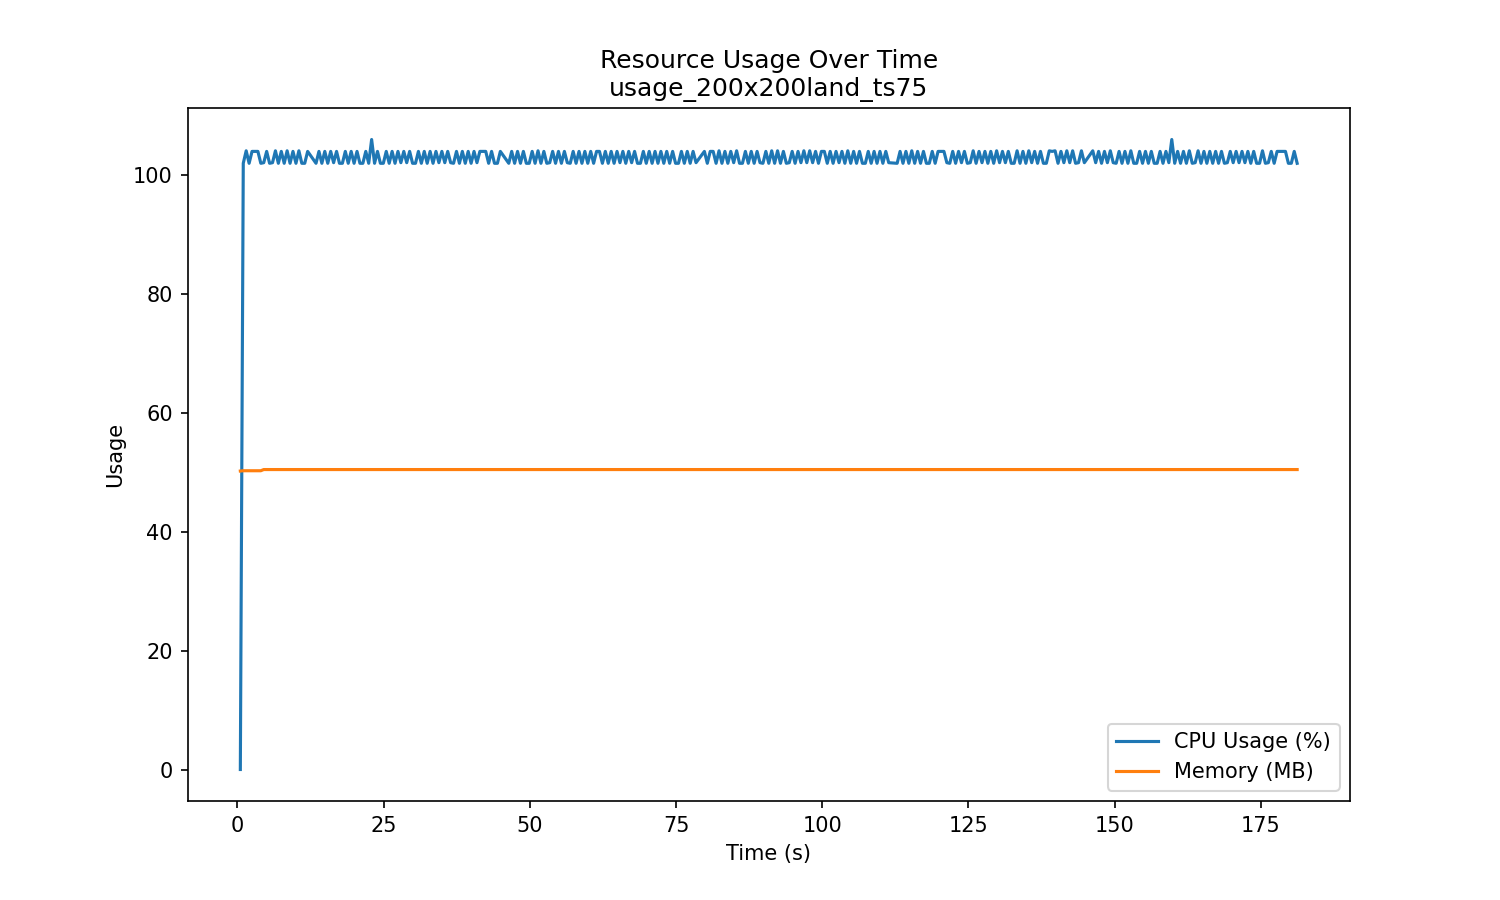 Resource Usage Over Time
usage_200x200land_ts75
100
80
60
40
20
0
Usage
CPU Usage (%)
Memory (MB)
0 25 50 75 100 125 150 175
Time (s)